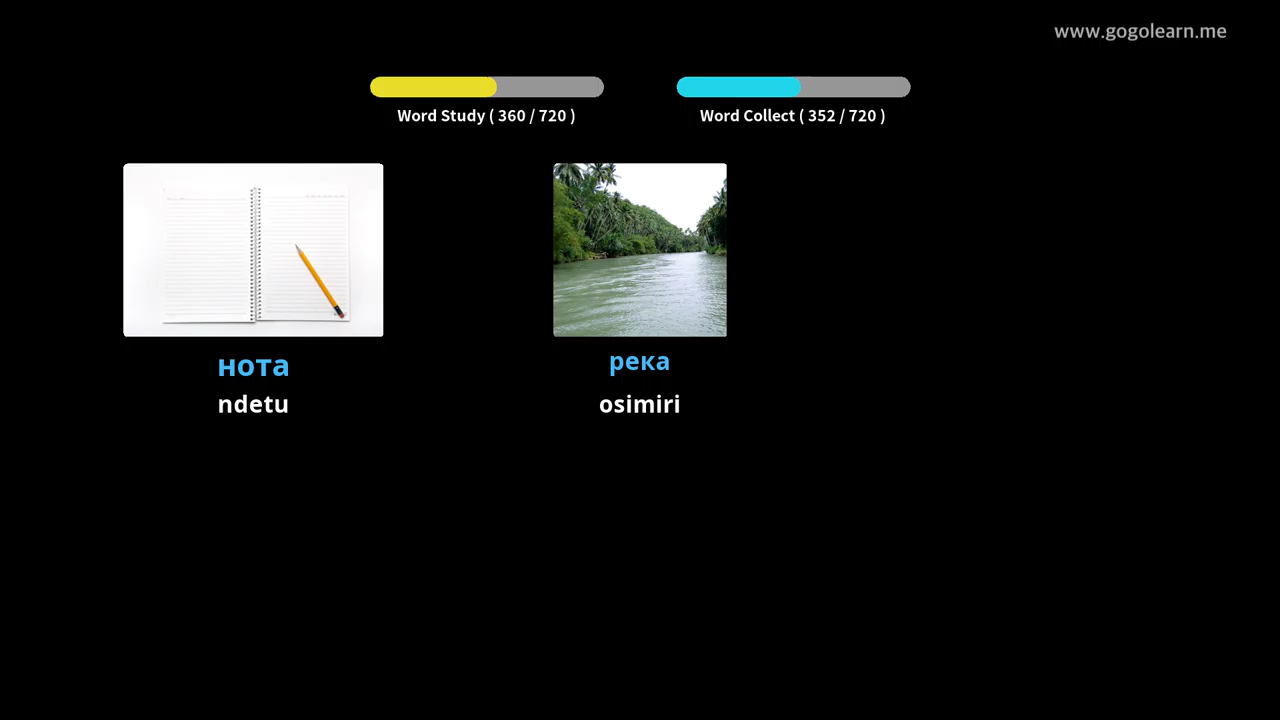 www.gogolearn.me
Word Study ( 360 / 720 )
Word Collect ( 352 / 720 )
нота
река
ndetu
osimiri